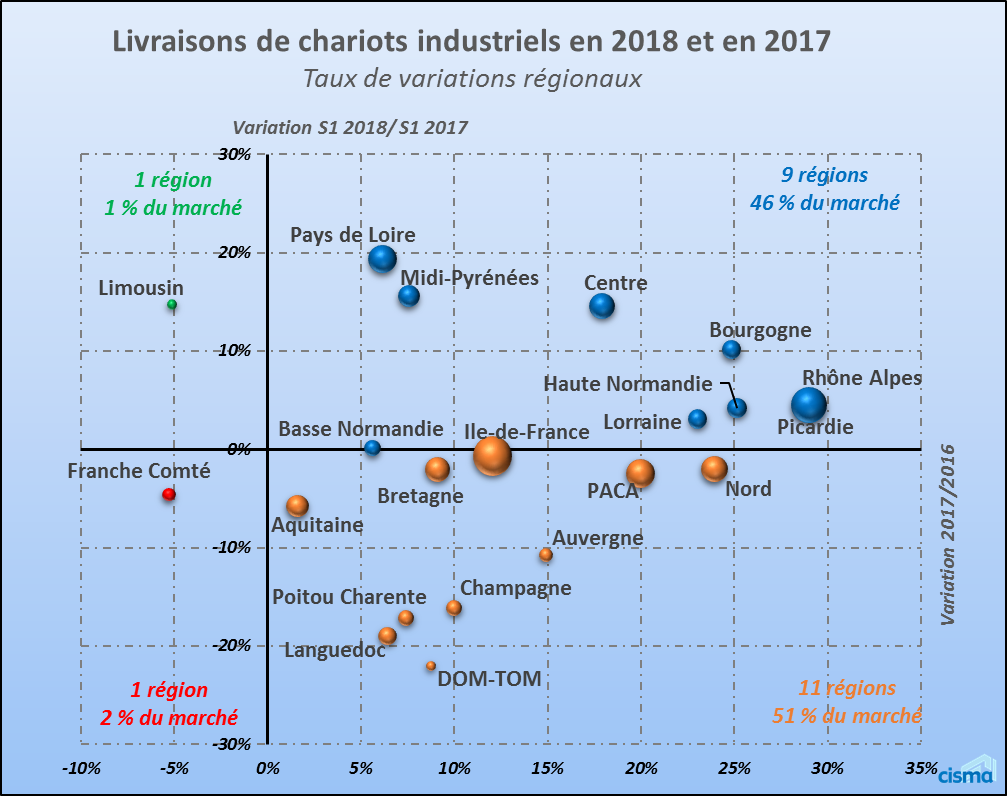 Livraisons de chariots industriels en 2018 et en 2017
Taux de variations régionaux
Variation S1 2018/ S1 2017
30%
1 région
1 % du marché
9 régions
46 % du marché
Pays de Loire
20%
Midi-Pyrénées
Limousin
Centre
Bourgogne
10%
Haute Normandie
Rhône Alpes
Lorraine
Picardie
Basse Normandie
Ile-de-France
0%
Franche Comté
Bretagne
PACA
Nord
Variation 2017/2016
Aquitaine
Auvergne
-10%
Poitou Charente
Champagne
-20%
Languedoc
DOM-TOM
1 région
2 % du marché
11 régions
51 % du marché
-30%
-10% -5% 0% 5% 10% 15% 20% 25% 30% 35%
cisma